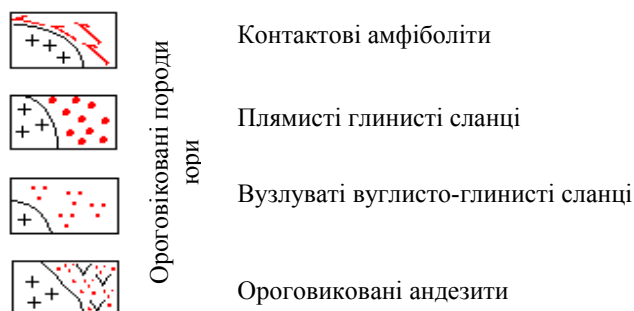 Контактові амфіболіти
Плямисті глинисті сланці
Вузлуваті вуглисто-глинисті сланці
Ороговиковані андезити
Ороговіковані породи
юри